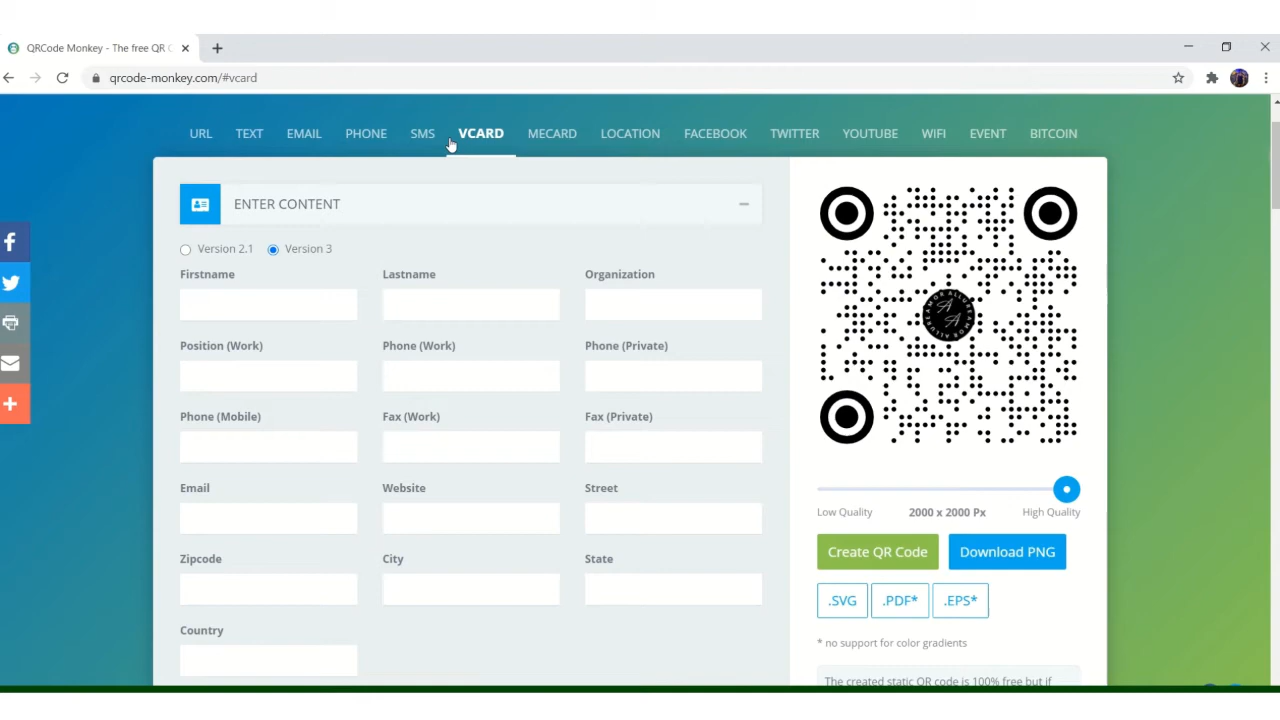 QRCode Monkey - The free QR C
qrcode-monkey.com/#vcard
URL TEXT EMAIL PHONE SMS VCARD MECARD LOCATION FACEBOOK TWITTER YOUTUBE WIFI EVENT BITCOIN
ENTER CONTENT
Version 2.1 Version 3
Firstname Lastname Organization
Position (Work) Phone (Work) Phone (Private)
Phone (Mobile) Fax (Work) Fax (Private)
Email Website Street
Zipcode City State
Country
AMOR ALLURE AMOR ALLURE
A A
Low Quality 2000 x 2000 Px High Quality
Create QR Code Download PNG
.SVG .PDF* .EPS*
* no support for color gradients
The created static QR code is 100% free but if